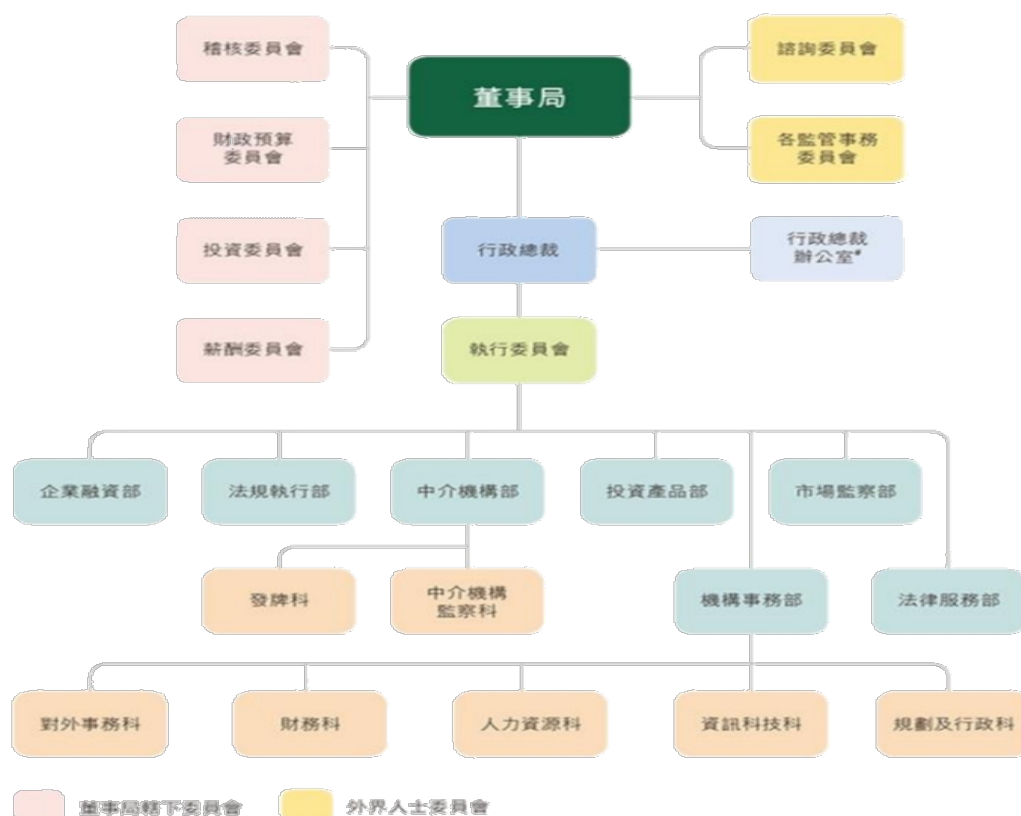 稽核委員會
董事局
諮詢委員會
財政預算
委員會
各監管事務
委員會
投資委員會
行政總裁
行政總裁
辦公室#
薪酬委員會
執行委員會
企業融資部
法規執行部
中介機構部
投資產品部
市場監察部
發牌科
中介機構
監察科
機構事務部
法律服務部
對外事務科
財務科
人力資源科
資訊科技科
規劃及行政科
董事局轄下委員會
外界人士委員會